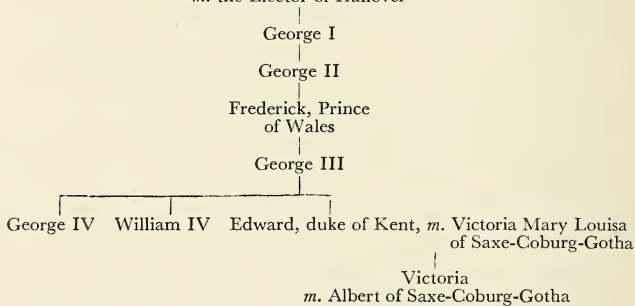 m. the Elector of Hanover
George I
George II
Frederick, Prince
of Wales
George III
George IV William IV Edward, duke of Kent, m. Victoria Mary Louisa
of Saxe-Coburg-Gotha
Victoria
m. Albert of Saxe-Coburg-Gotha